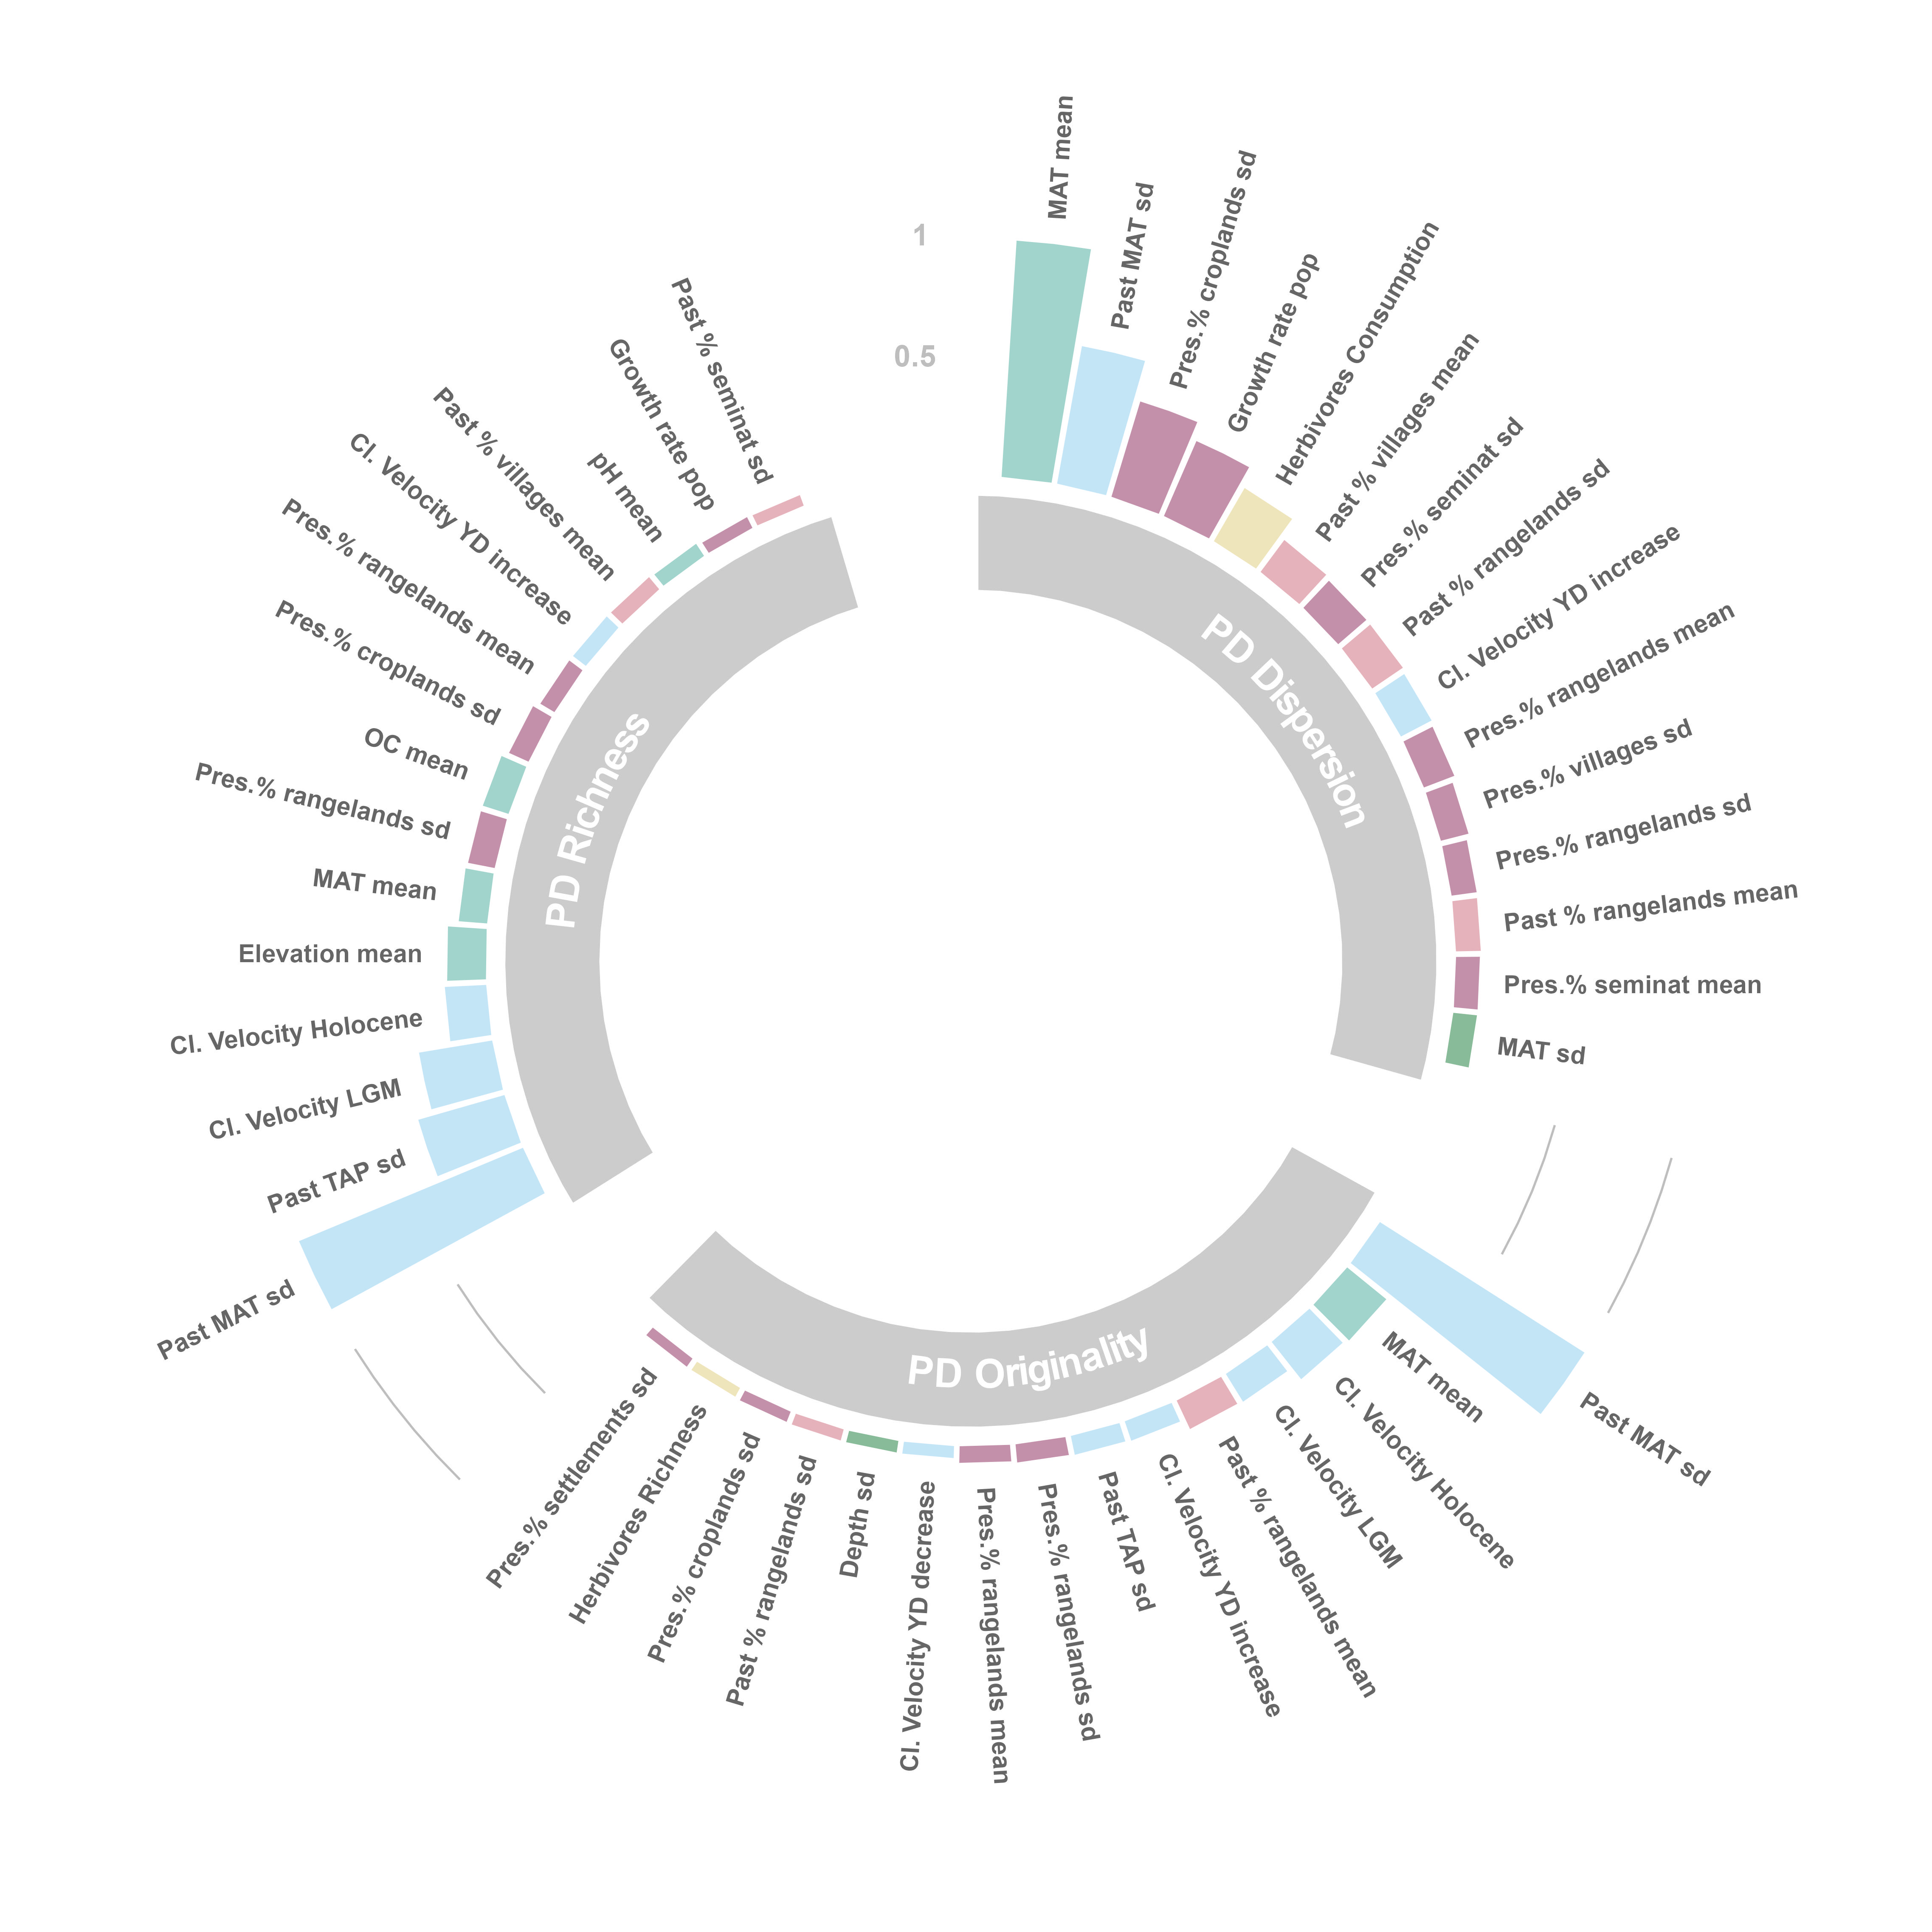 1
0.5
MAT mean
Past MAT sd
Pres.% croplands sd
Growth rate pop
Herbivores Consumption
Past % villages mean
Pres.% seminat sd
Past % rangelands sd
Cl. Velocity YD increase
Pres.% rangelands mean
Pres.% villages sd
Pres.% rangelands sd
Past % rangelands mean
Pres.% seminat mean
MAT sd
PD Dispersion
Past MAT sd
MAT mean
Cl. Velocity Holocene
Cl. Velocity LGM
Past % rangelands mean
Cl. Velocity YD increase
Past TAP sd
Pres.% rangelands sd
Pres.% rangelands mean
Cl. Velocity YD decrease
Depth sd
Past % rangelands sd
Pres.% croplands sd
Herbivores Richness
Pres.% settlements sd
PD Originality
Past MAT sd
Past TAP sd
Cl. Velocity LGM
Cl. Velocity Holocene
Elevation mean
MAT mean
Pres.% rangelands sd
OC mean
Pres.% croplands sd
Pres.% rangelands mean
Cl. Velocity YD increase
Past % villages mean
pH mean
Growth rate pop
Past % seminat sd
PD Richness